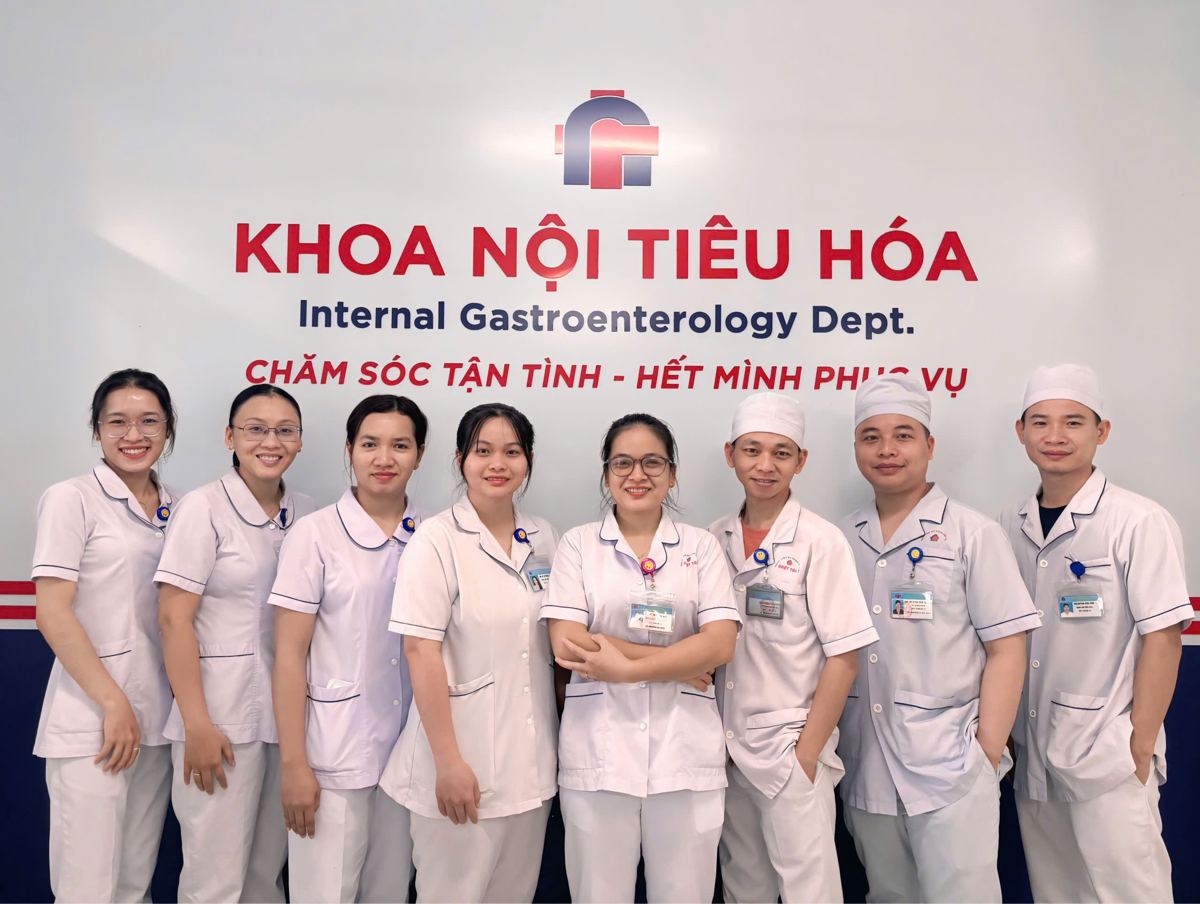 KHOA NỘI TIÊU HÓA
Internal Gastroenterology Dept.
CHĂM SÓC TẬN TÌNH - HẾT MÌNH PHỤC VỤ